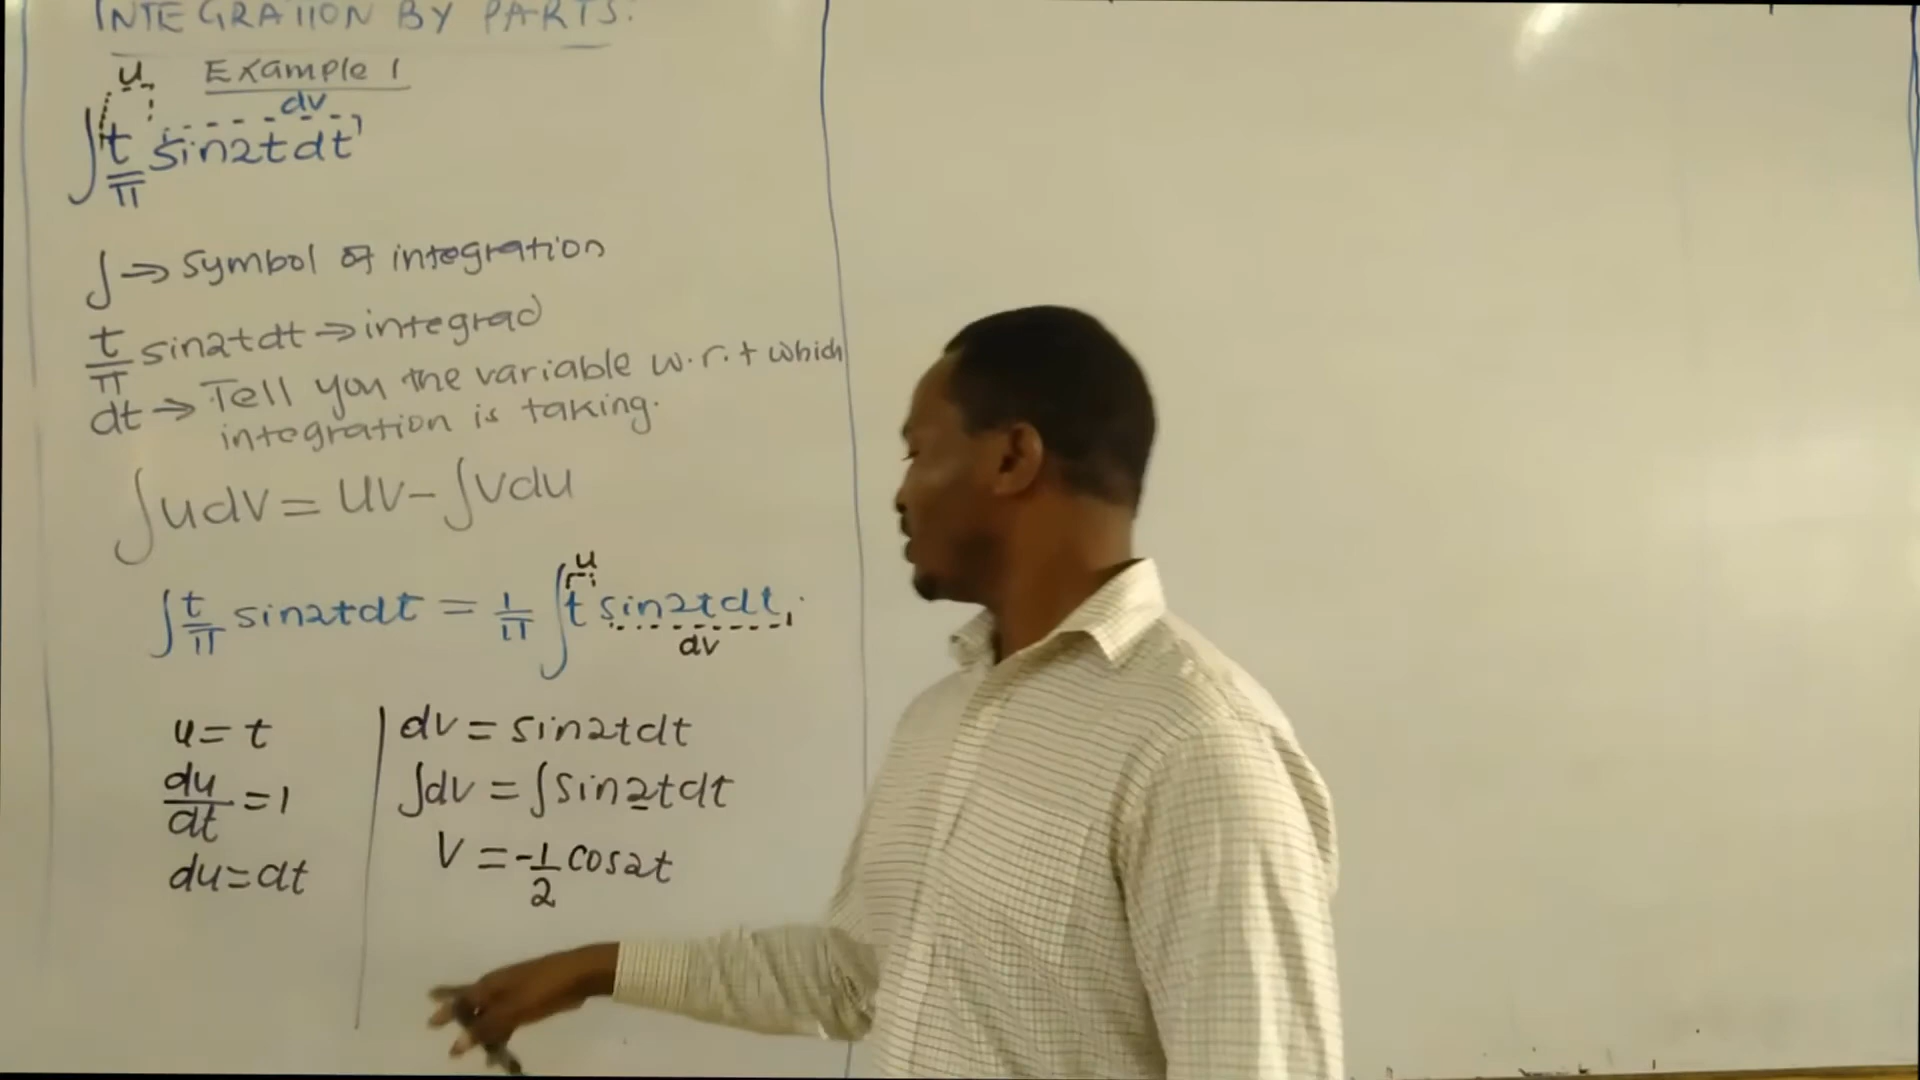 INTEGRATION BY PARTS.
Example 1
u
dv
∫ t/π sin2tdt
∫ → Symbol of integration
t/π sin2tdt → integrad
dt → Tell you the variable w.r.t which
integration is taking.
∫udv = uv - ∫vdu
u
∫ t/π sin2tdt = 1/π ∫ t sin2tdt.
dv
u = t
du/dt = 1
du = dt
dv = sin2tdt
∫dv = ∫sin2tdt
V = -1/2 cos2t